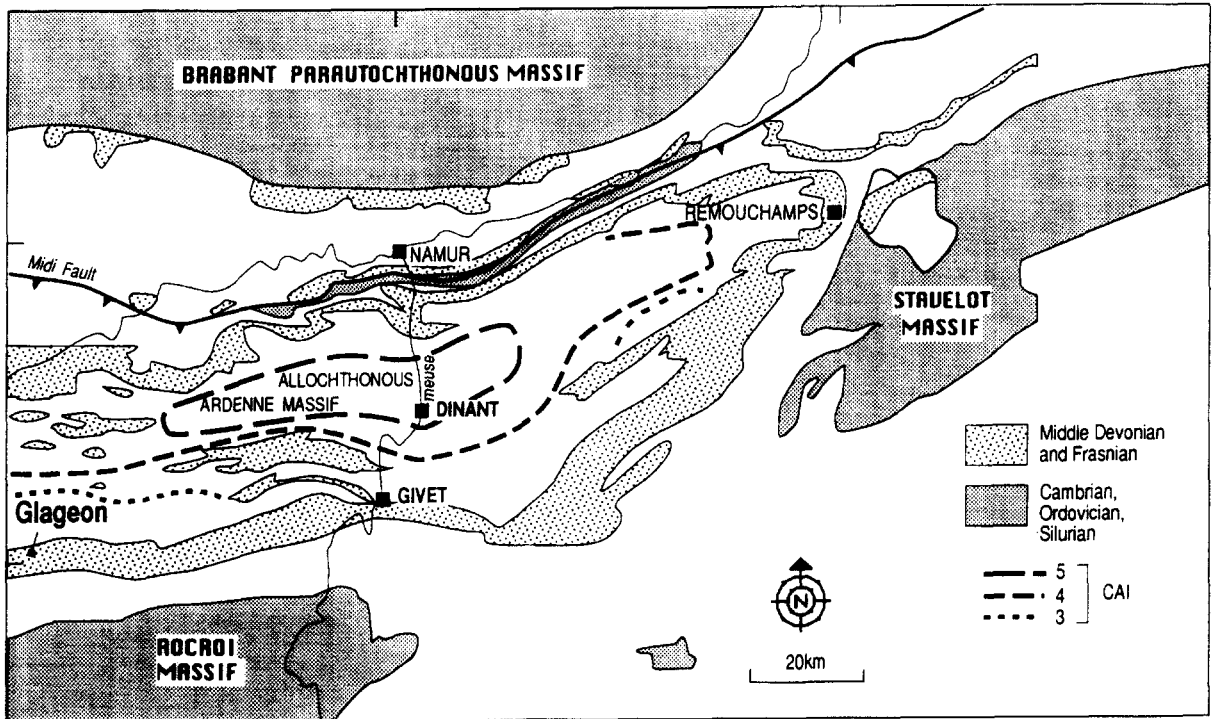 BRABANT PARAUTOCHTHONOUS MASSIF
REMOUCHAMPS
NAMUR
Midi Fault
STAVELOT
MASSIF
meuse
ALLOCHTHONOUS
ARDENNE MASSIF
DINANT
GIVET
Glageon
Middle Devonian
and Frasnian
Cambrian,
Ordovician,
Silurian
5
4 CAI
3
N
20km
ROCROI
MASSIF